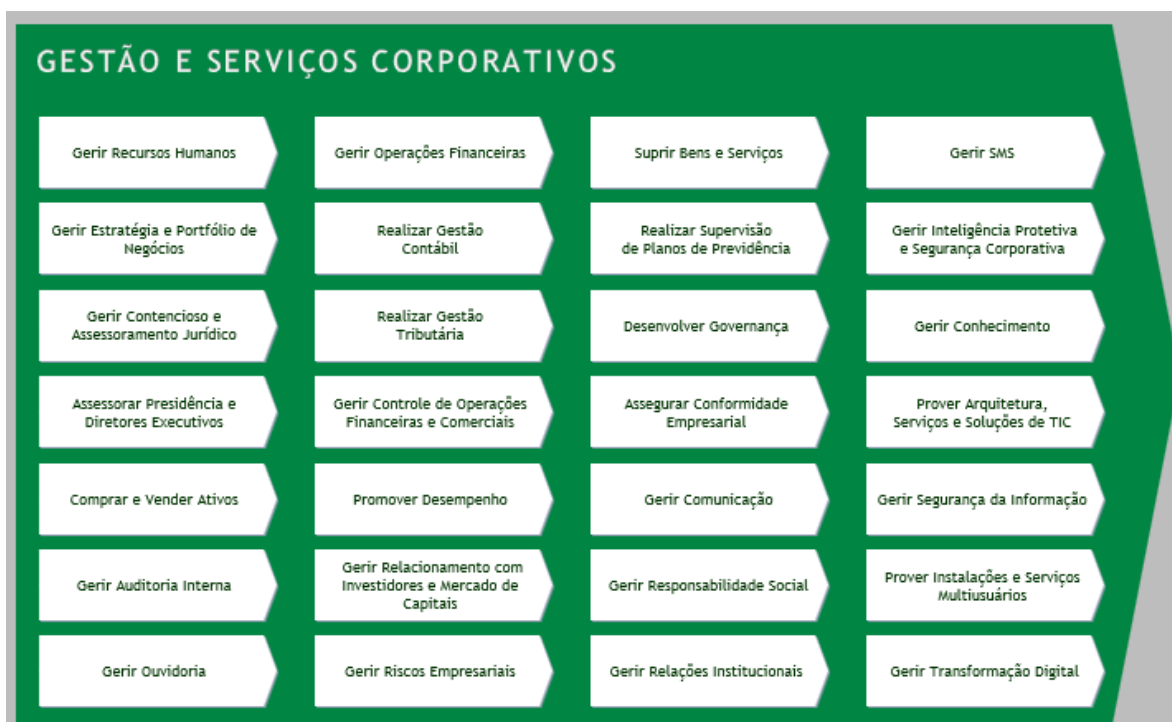 GESTÃO E SERVIÇOS CORPORATIVOS
Gerir Recursos Humanos
Gerir Operações Financeiras
Suprir Bens e Serviços
Gerir SMS
Gerir Estratégia e Portfólio de
Negócios
Realizar Gestão
Contábil
Realizar Supervisão
de Planos de Previdência
Gerir Inteligência Protetiva
e Segurança Corporativa
Gerir Contencioso e
Assessoramento Jurídico
Realizar Gestão
Tributária
Desenvolver Governança
Gerir Conhecimento
Assessorar Presidência e
Diretores Executivos
Gerir Controle de Operações
Financeiras e Comerciais
Assegurar Conformidade
Empresarial
Prover Arquitetura,
Serviços e Soluções de TIC
Comprar e Vender Ativos
Promover Desempenho
Gerir Comunicação
Gerir Segurança da Informação
Gerir Auditoria Interna
Gerir Relacionamento com
Investidores e Mercado de
Capitais
Gerir Responsabilidade Social
Prover Instalações e Serviços
Multiusuários
Gerir Ouvidoria
Gerir Riscos Empresariais
Gerir Relações Institucionais
Gerir Transformação Digital